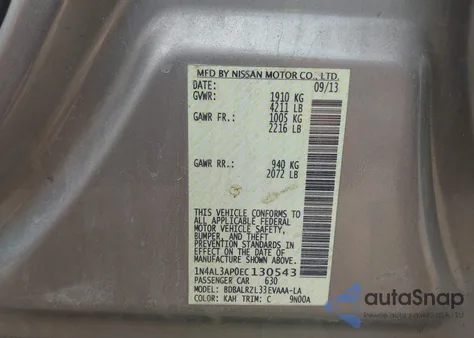 MFD BY NISSAN MOTOR CO., LTD.
DATE: 09/13
GVWR: 1910 KG
4211 LB
GAWR FR.: 1005 KG
2216 LB
GAWR RR.: 940 KG
2072 LB
THIS VEHICLE CONFORMS TO
ALL APPLICABLE FEDERAL
MOTOR VEHICLE SAFETY,
BUMPER, AND THEFT
PREVENTION STANDARDS IN
EFFECT ON THE DATE OF
MANUFACTURE SHOWN ABOVE.
1N4AL3AP0EC130543
PASSENGER CAR 630
MODEL: BDBALRZL33EVAAA-LA
COLOR: KAH TRIM: C 9N00A
autoSnap